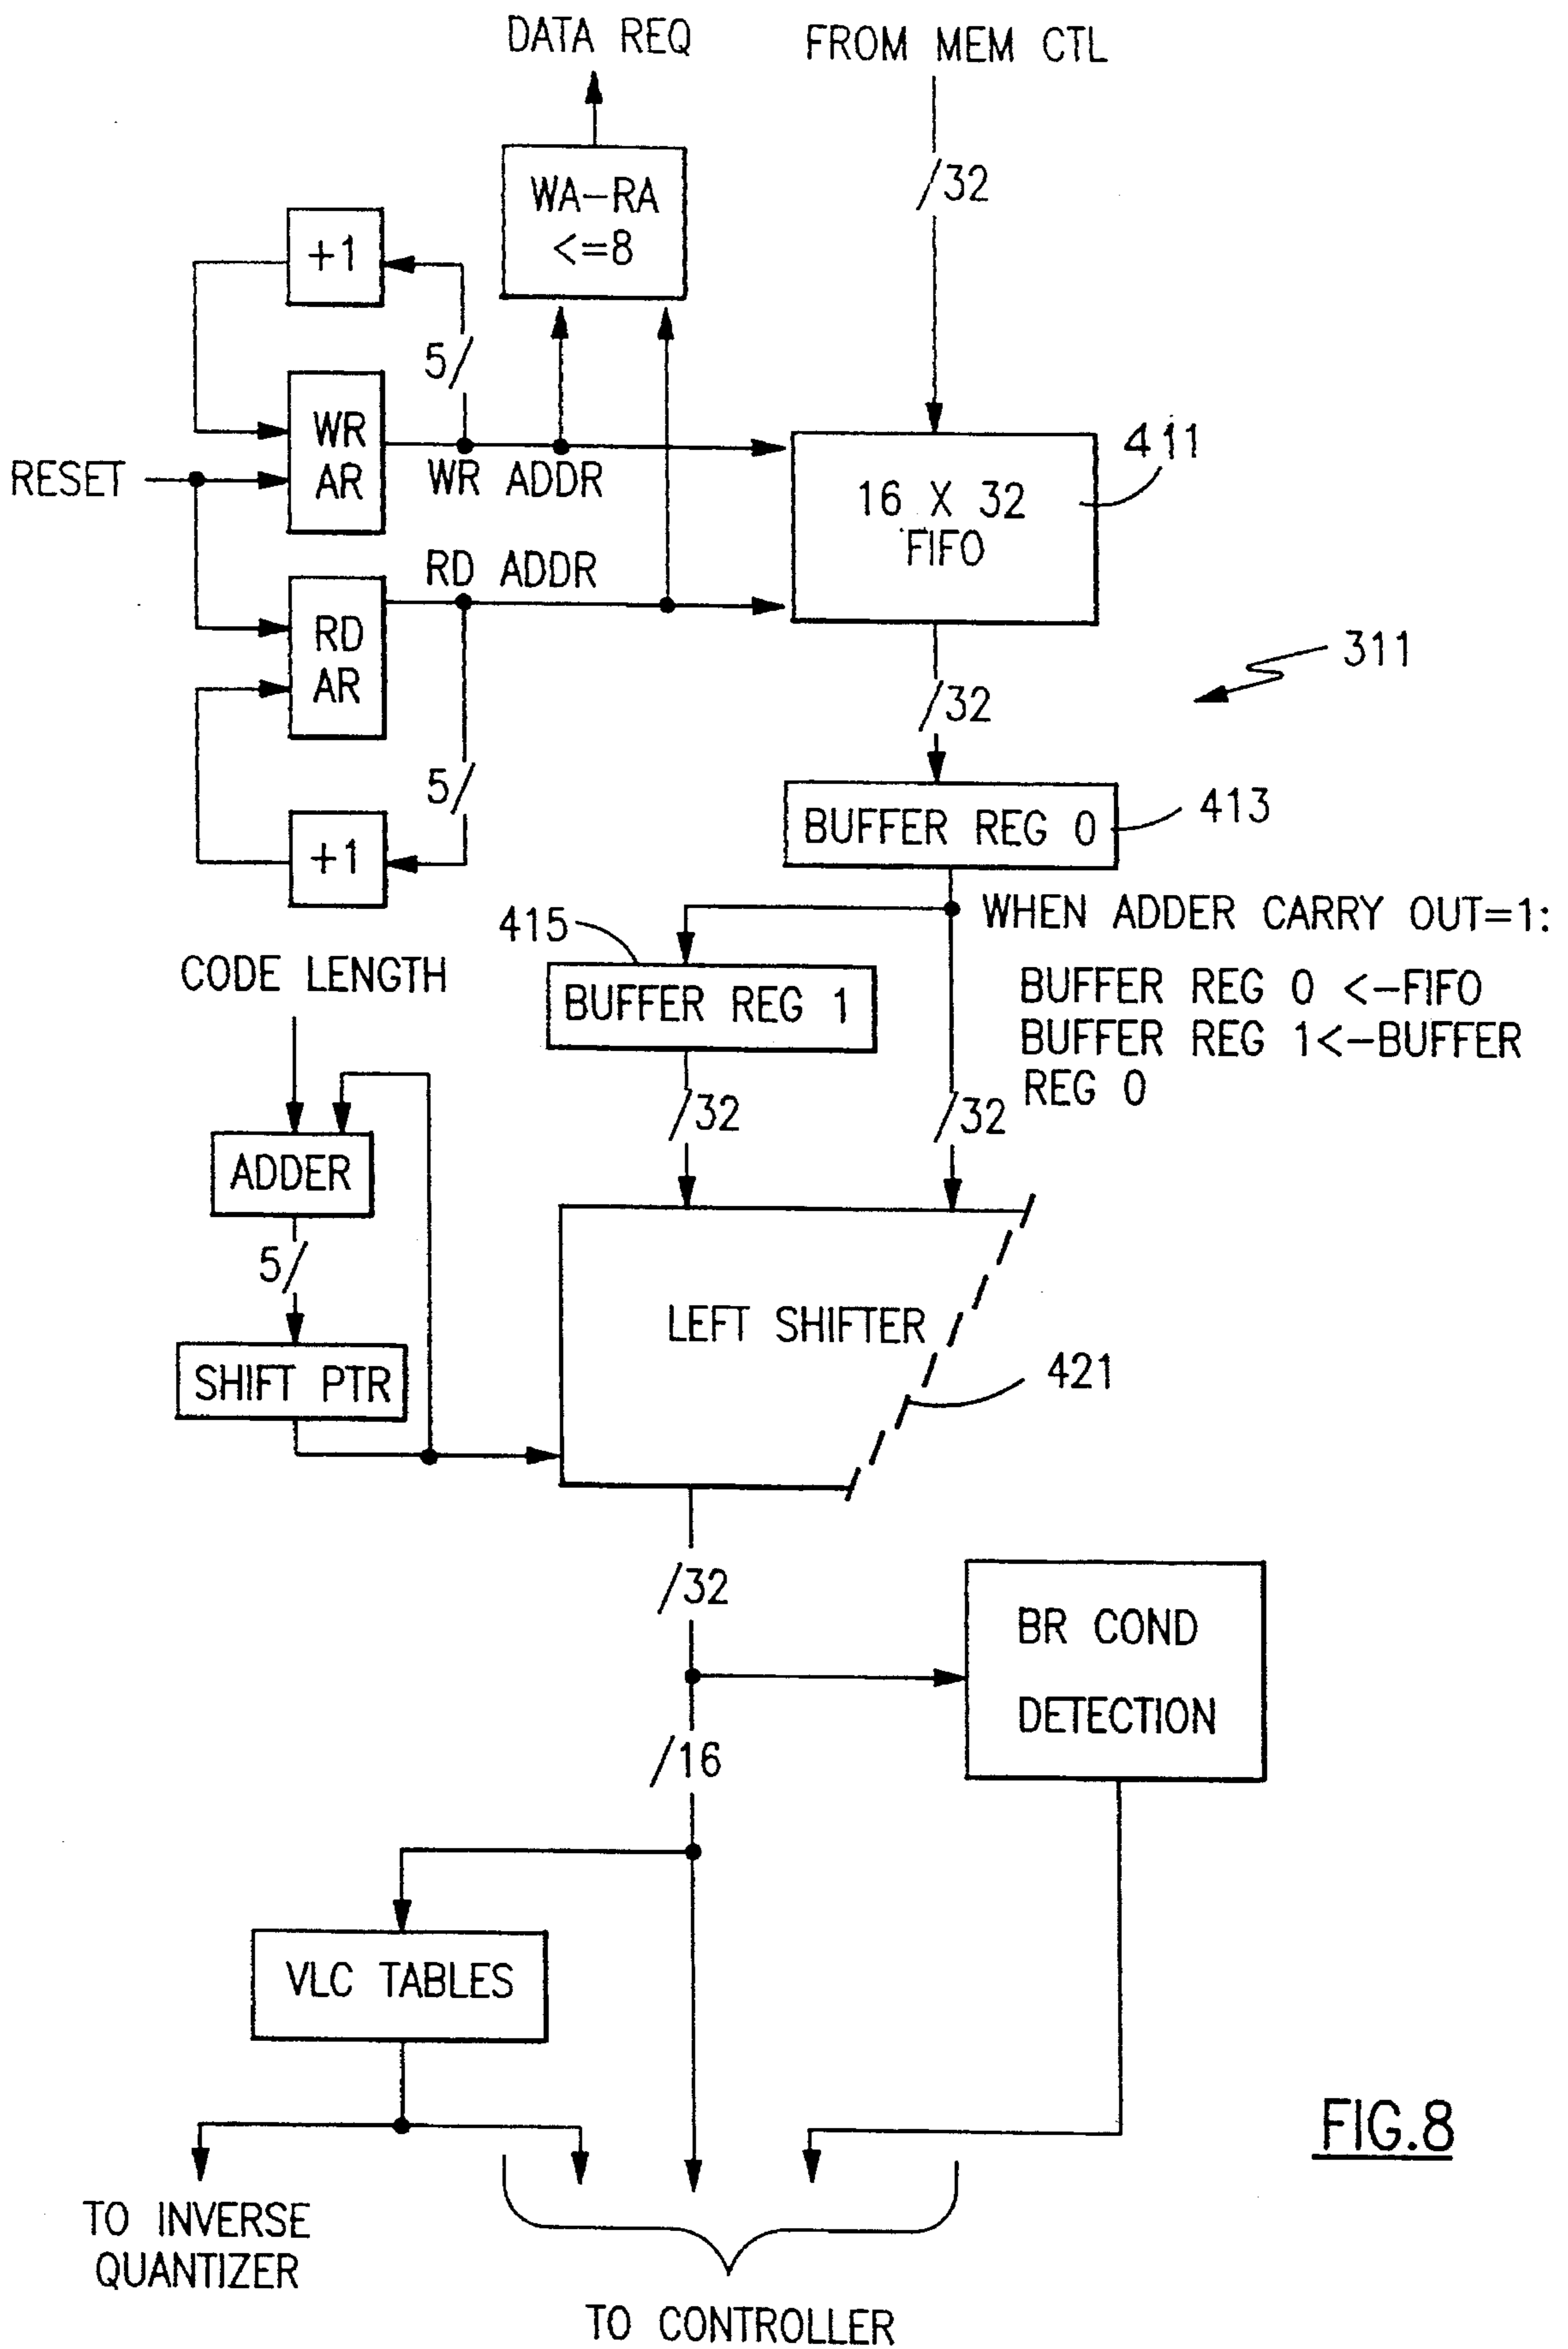 DATA REQ
FROM MEM CTL
WA-RA
<=8
/32
+1
5/
WR
AR
WR ADDR
RESET
16 X 32
FIFO
411
RD ADDR
RD
AR
311
/32
5/
+1
BUFFER REG 0
413
WHEN ADDER CARRY OUT=1:
BUFFER REG 0 <-FIFO
BUFFER REG 1<-BUFFER
REG 0
415
BUFFER REG 1
CODE LENGTH
/32
/32
ADDER
5/
SHIFT PTR
LEFT SHIFTER
421
/32
BR COND
DETECTION
/16
VLC TABLES
TO INVERSE
QUANTIZER
TO CONTROLLER
FIG.8